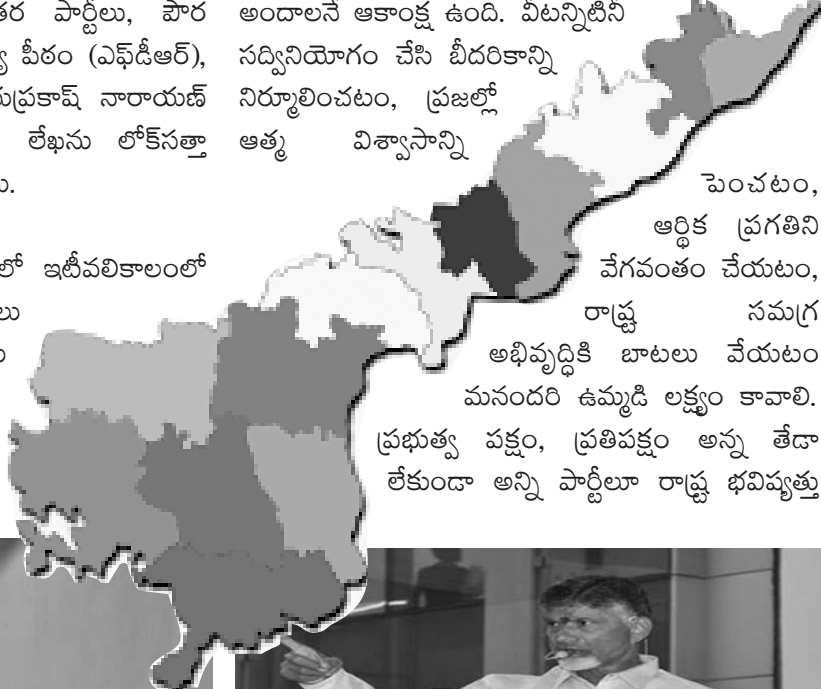 తర పార్టీలు, పౌర
పీఠం (ఎఫ్‌డీఆర్),
ప్రకాష్ నారాయణ్
లేఖను లోక్‌సత్తా
లో ఇటీవలికాలంలో
అందాలనే ఆకాంక్ష ఉంది. వీటన్నిటినీ
సద్వినియోగం చేసి బీదరికాన్ని
నిర్మూలించటం, ప్రజల్లో
ఆత్మ విశ్వాసాన్ని
పెంచటం,
ఆర్థిక ప్రగతిని
వేగవంతం చేయటం,
రాష్ట్ర సమగ్ర
అభివృద్ధికి బాటలు వేయటం
మనందరి ఉమ్మడి లక్ష్యం కావాలి.
ప్రభుత్వ పక్షం, ప్రతిపక్షం అన్న తేడా
లేకుండా అన్ని పార్టీలూ రాష్ట్ర భవిష్యత్తు